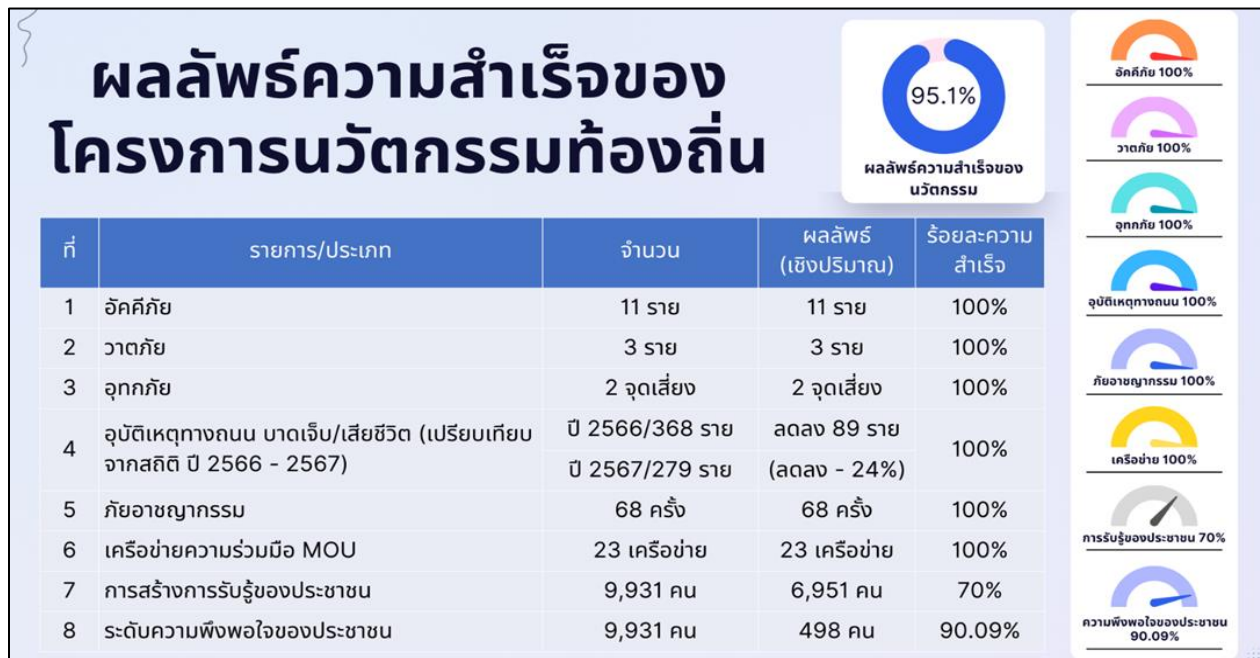 ผลลัพธ์ความสำเร็จของ
โครงการนวัตกรรมท้องถิ่น
95.1%
ผลลัพธ์ความสำเร็จของ
นวัตกรรม
ที่ รายการ/ประเภท จำนวน ผลลัพธ์ (เชิงปริมาณ) ร้อยละความสำเร็จ
1 อัคคีภัย 11 ราย 11 ราย 100%
2 วาตภัย 3 ราย 3 ราย 100%
3 อุทกภัย 2 จุดเสี่ยง 2 จุดเสี่ยง 100%
4 อุบัติเหตุทางถนน บาดเจ็บ/เสียชีวิต (เปรียบเทียบ ปี 2566/368 ราย ลดลง 89 ราย 100%
จากสถิติ ปี 2566 - 2567) ปี 2567/279 ราย (ลดลง - 24%)
5 ภัยอาชญากรรม 68 ครั้ง 68 ครั้ง 100%
6 เครือข่ายความร่วมมือ MOU 23 เครือข่าย 23 เครือข่าย 100%
7 การสร้างการรับรู้ของประชาชน 9,931 คน 6,951 คน 70%
8 ระดับความพึงพอใจของประชาชน 9,931 คน 498 คน 90.09%
อัคคีภัย 100%
วาตภัย 100%
อุทกภัย 100%
อุบัติเหตุทางถนน 100%
ภัยอาชญากรรม 100%
เครือข่าย 100%
การรับรู้ของประชาชน 70%
ความพึงพอใจของประชาชน
90.09%